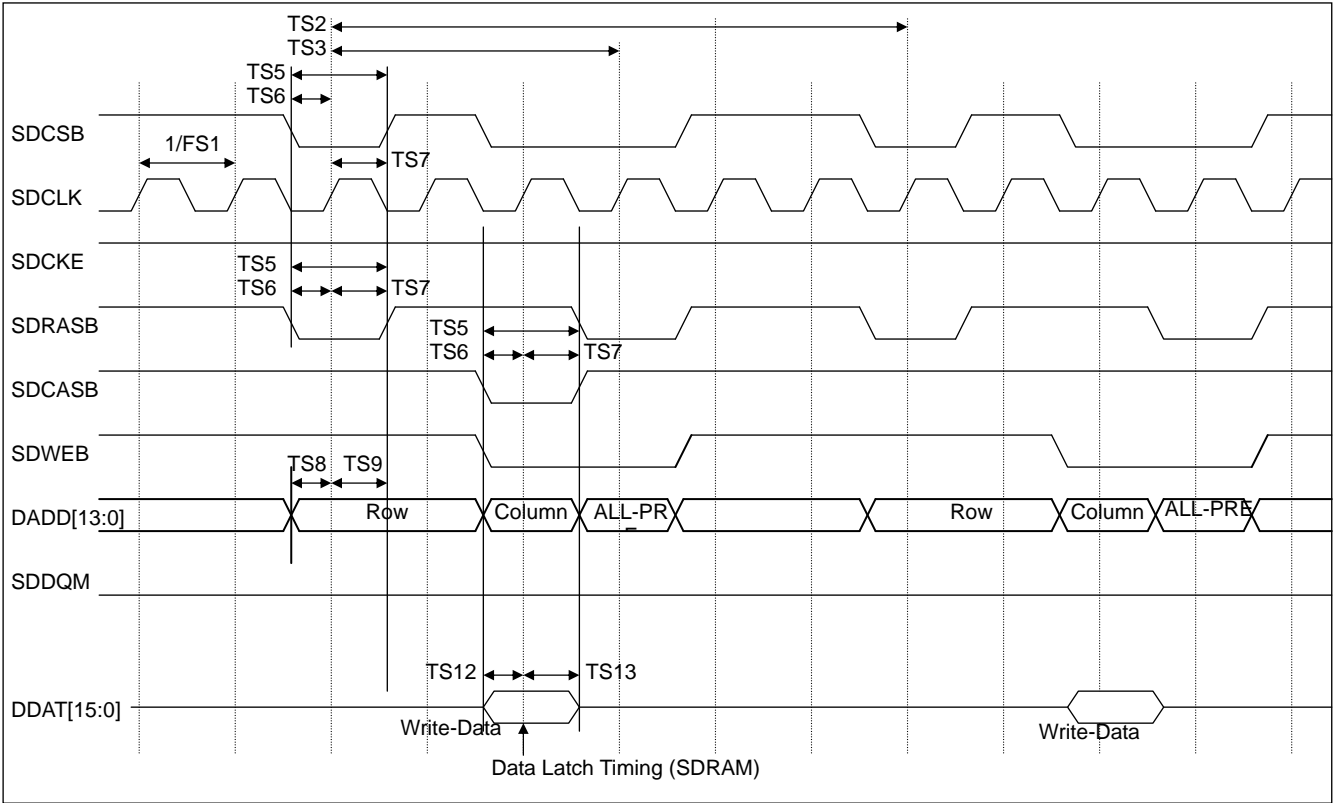 TS2
TS3
TS5
TS6
SDCSB
1/FS1
TS7
SDCLK
SDCKE
TS5
TS6
TS7
SDRASB
TS5
TS6
TS7
SDCASB
SDWEB
TS8
TS9
DADD[13:0]
Row
Column
ALL-PR
E
Row
Column
ALL-PRE
SDDQM
TS12
TS13
DDAT[15:0]
Write-Data
Write-Data
Data Latch Timing (SDRAM)